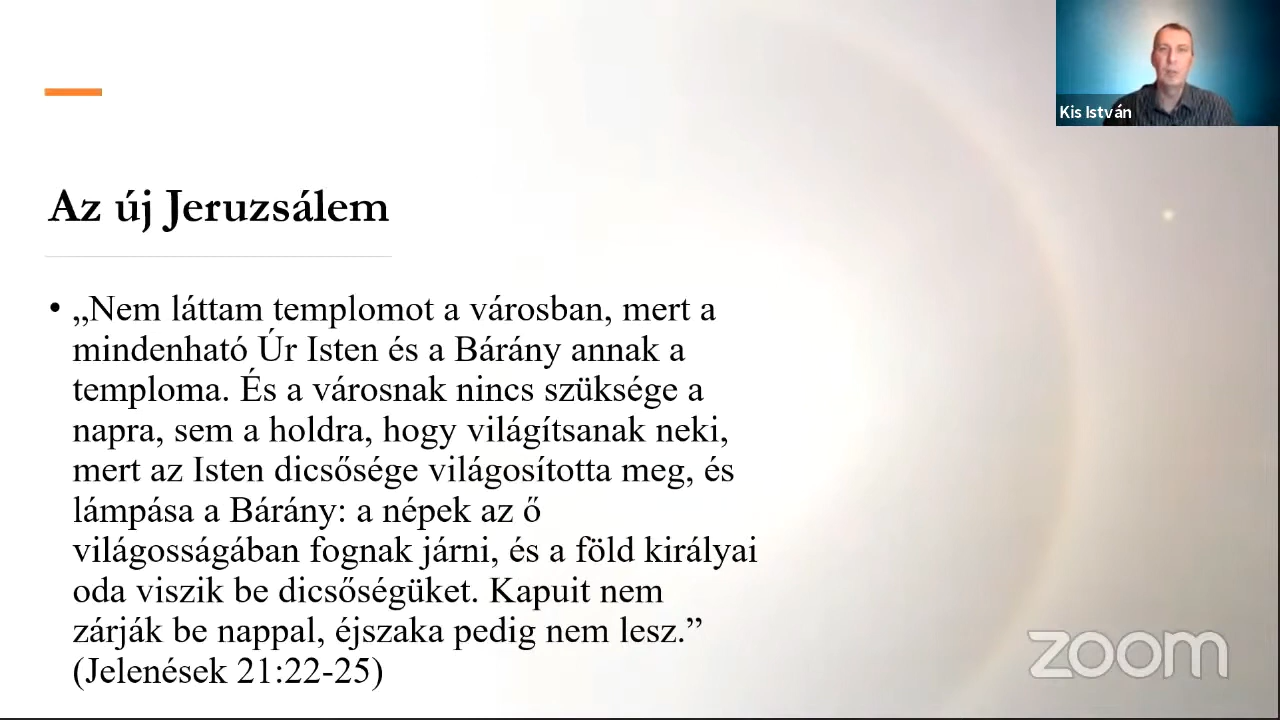 Kis István
Az új Jeruzsálem
• „Nem láttam templomot a városban, mert a
mindenható Úr Isten és a Bárány annak a
temploma. És a városnak nincs szüksége a
napra, sem a holdra, hogy világítsanak neki,
mert az Isten dicsősége világosította meg, és
lámpása a Bárány: a népek az ő
világosságában fognak járni, és a föld királyai
oda viszik be dicsőségüket. Kapuit nem
zárják be nappal, éjszaka pedig nem lesz.”
(Jelenések 21:22-25)
zoom